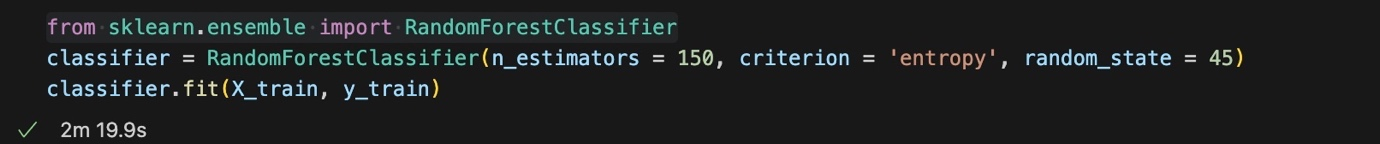 from sklearn.ensemble import RandomForestClassifier
classifier = RandomForestClassifier(n_estimators = 150, criterion = 'entropy', random_state = 45)
classifier.fit(X_train, y_train)
2m 19.9s